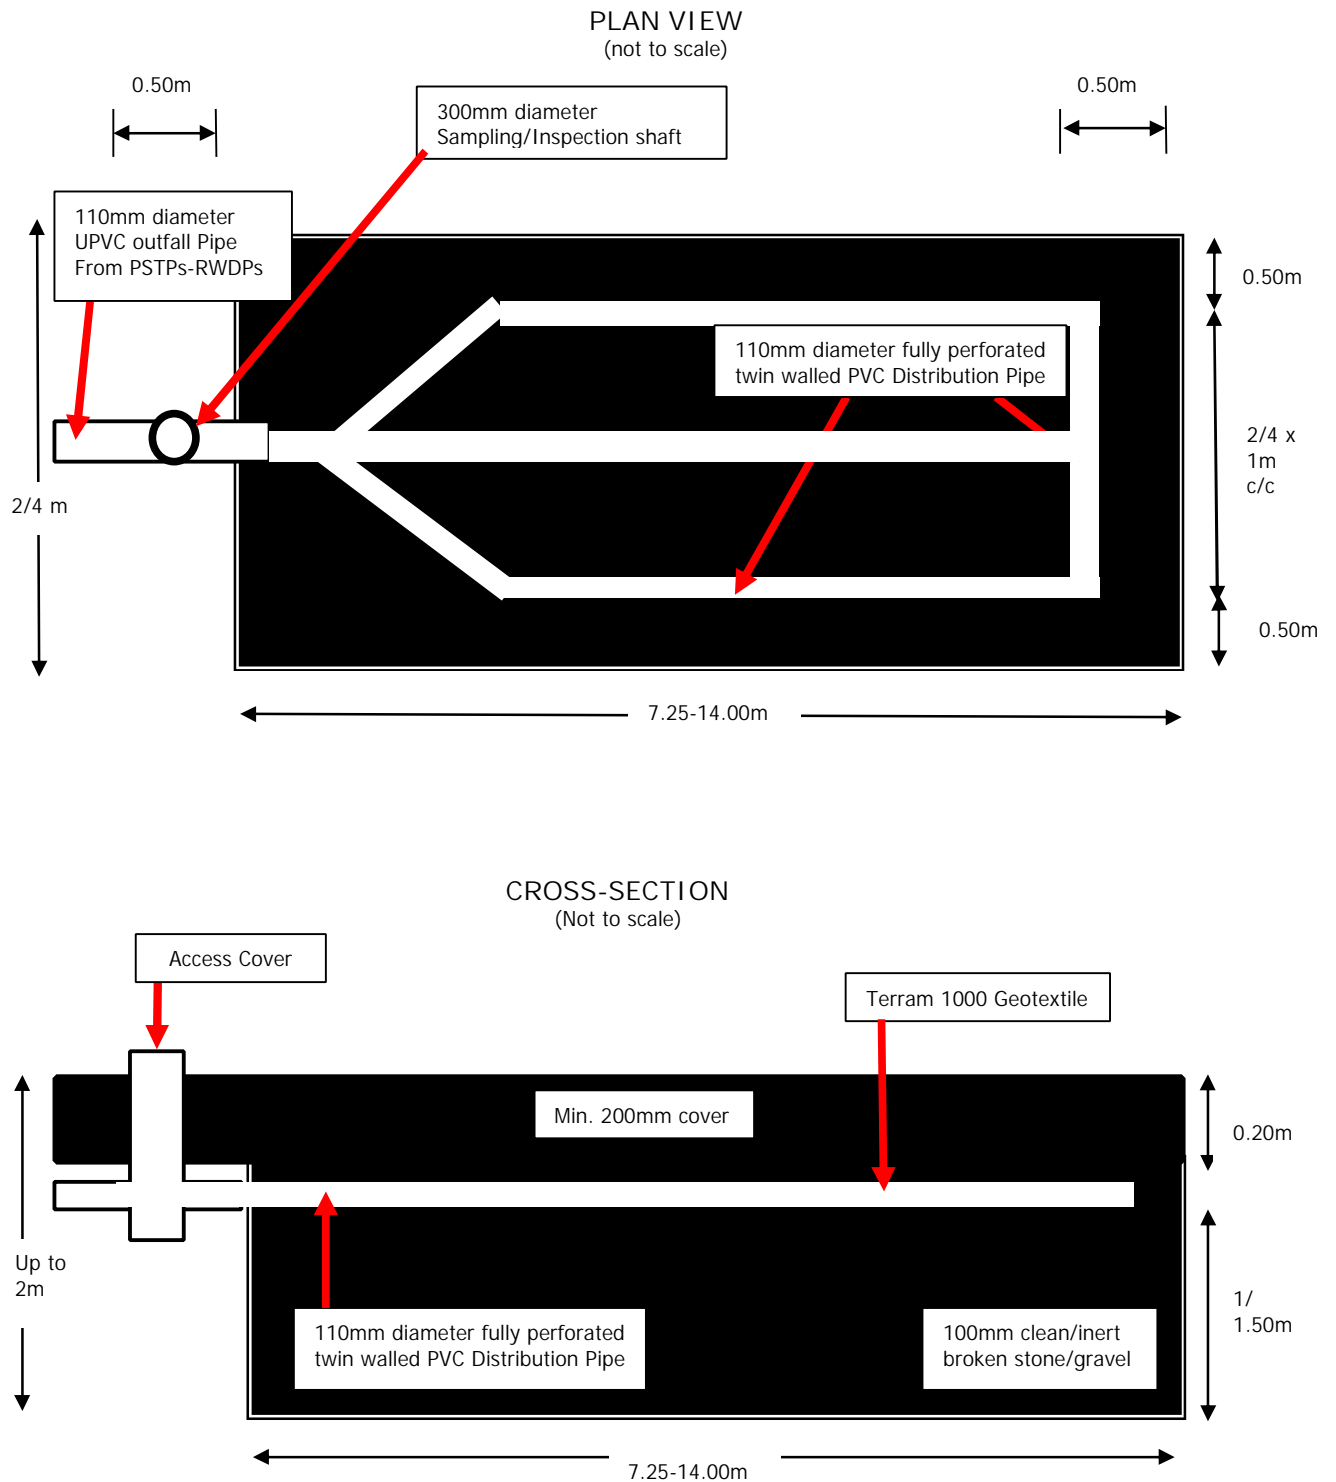 PLAN VIEW
(not to scale)
0.50m
0.50m
300mm diameter
Sampling/Inspection shaft
110mm diameter
UPVC outfall Pipe
From PSTPs-RWDPs
0.50m
110mm diameter fully perforated
twin walled PVC Distribution Pipe
2/4 x
1m
c/c
2/4 m
0.50m
7.25-14.00m
CROSS-SECTION
(Not to scale)
Access Cover
Terram 1000 Geotextile
Min. 200mm cover
0.20m
Up to
2m
1/
1.50m
110mm diameter fully perforated
twin walled PVC Distribution Pipe
100mm clean/inert
broken stone/gravel
7.25-14.00m